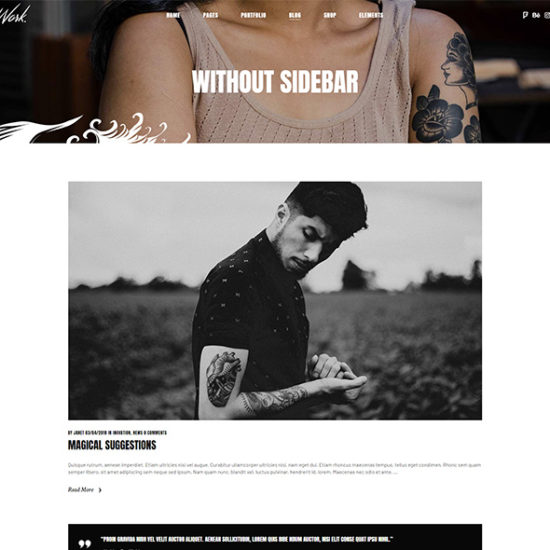 Work.
HOME PAGES PORTFOLIO BLOG SHOP ELEMENTS
WITHOUT SIDEBAR
BY JANET 03/04/2018 IN INOVATION, NEWS 0 COMMENTS
MAGICAL SUGGESTIONS
Quisque rutrum, aenean imperdiet. Etiam ultricies nisi vel augue. Curabitur ullamcorper ultricies nisi, nam eget dui. Etiam rhoncus maecenas tempus, tellus eget condimen. Rhonc sem quam
semper libero, sit amet adipiscing sem neque sed ipsum. Nam quam nunc, blandit vel, luctus pulvinar, hendrerit id, lorem. Maecenas nec odio et ante, ...
Read More
"PROIN GRAVIDA NIBH VEL VELIT AUCTOR ALIQUET. AENEAN SOLLICITUDIN, LOREM QUIS BIBE NDUM AUCTOR, NISI ELIT CONSE QUAT IPSU NIBH."